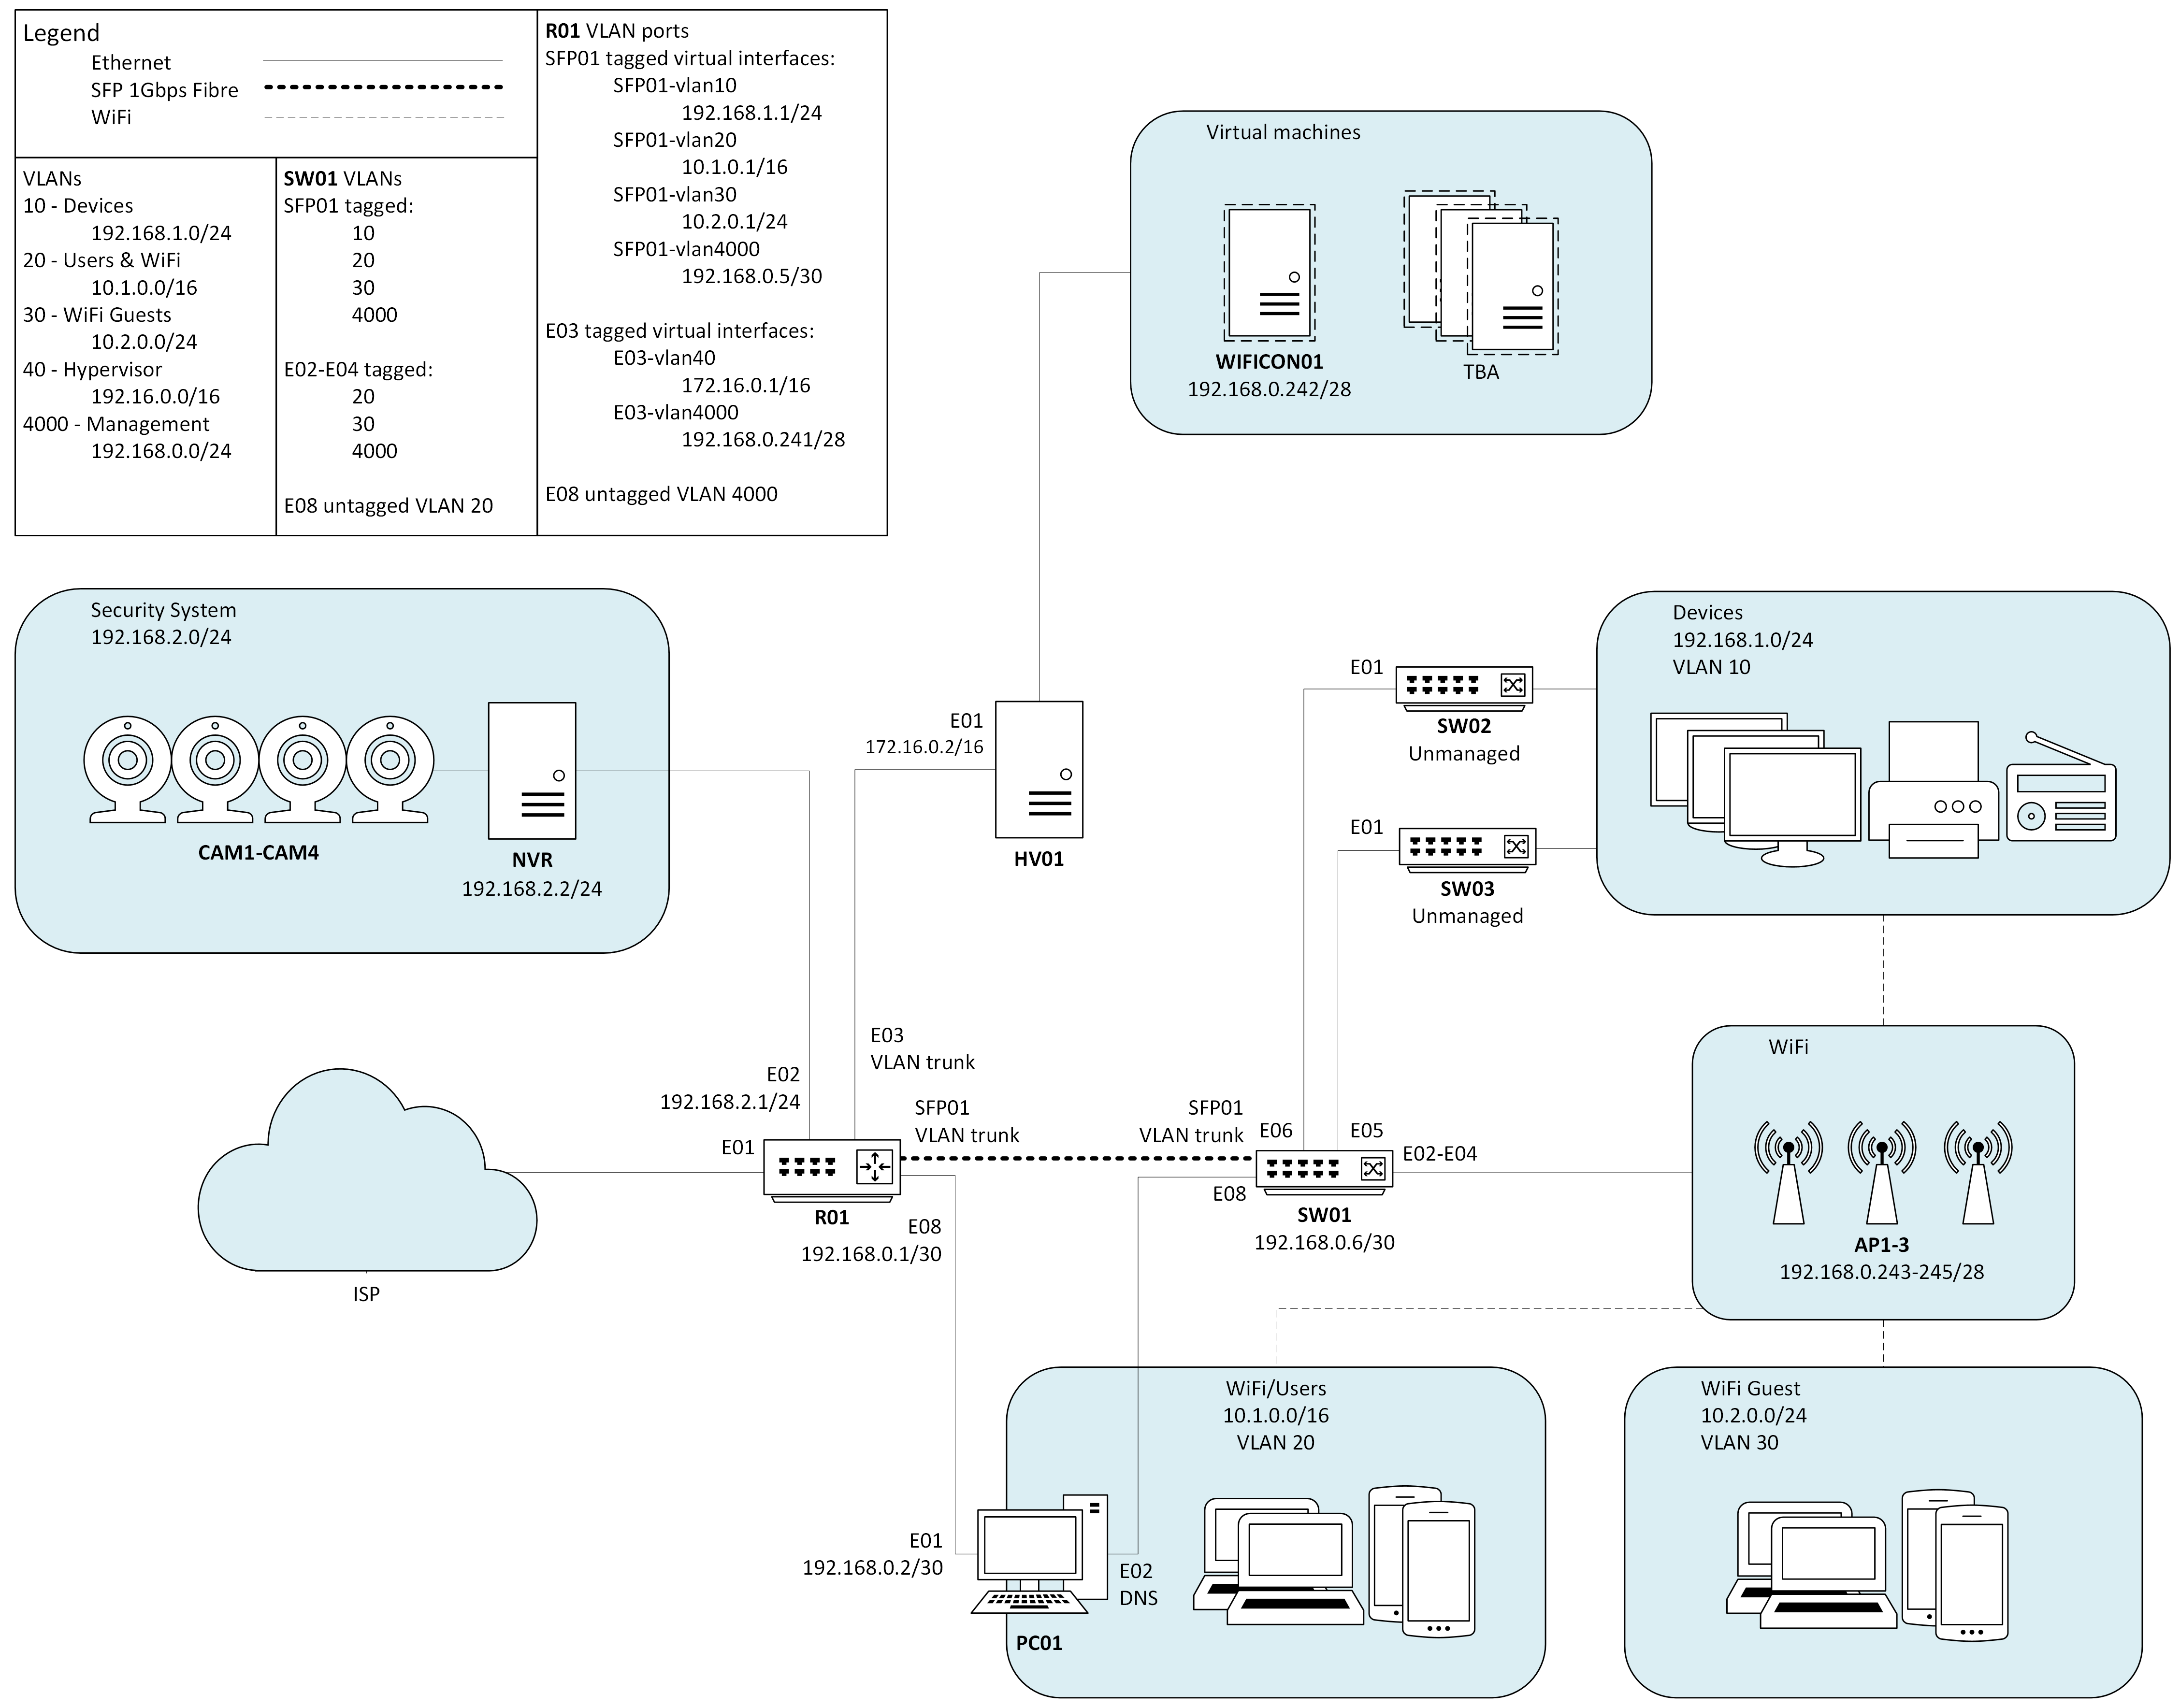 Legend
Ethernet
SFP 1Gbps Fibre
WiFi
VLANs
10 - Devices
192.168.1.0/24
20 - Users & WiFi
10.1.0.0/16
30 - WiFi Guests
10.2.0.0/24
40 - Hypervisor
192.16.0.0/16
4000 - Management
192.168.0.0/24
SW01 VLANs
SFP01 tagged:
10
20
30
4000
E02-E04 tagged:
20
30
4000
E08 untagged VLAN 20
R01 VLAN ports
SFP01 tagged virtual interfaces:
SFP01-vlan10
192.168.1.1/24
SFP01-vlan20
10.1.0.1/16
SFP01-vlan30
10.2.0.1/24
SFP01-vlan4000
192.168.0.5/30
E03 tagged virtual interfaces:
E03-vlan40
172.16.0.1/16
E03-vlan4000
192.168.0.241/28
E08 untagged VLAN 4000
Virtual machines
WIFICON01
192.168.0.242/28
TBA
Security System
192.168.2.0/24
CAM1-CAM4
NVR
192.168.2.2/24
E01
172.16.0.2/16
HV01
E01
SW02
Unmanaged
E01
SW03
Unmanaged
Devices
192.168.1.0/24
VLAN 10
E03
VLAN trunk
E02
192.168.2.1/24
E01
SFP01
VLAN trunk
SFP01
VLAN trunk
E06
E05
E02-E04
R01
E08
192.168.0.1/30
E08
SW01
192.168.0.6/30
ISP
WiFi
AP1-3
192.168.0.243-245/28
WiFi/Users
10.1.0.0/16
VLAN 20
E01
192.168.0.2/30
E02
DNS
PC01
WiFi Guest
10.2.0.0/24
VLAN 30